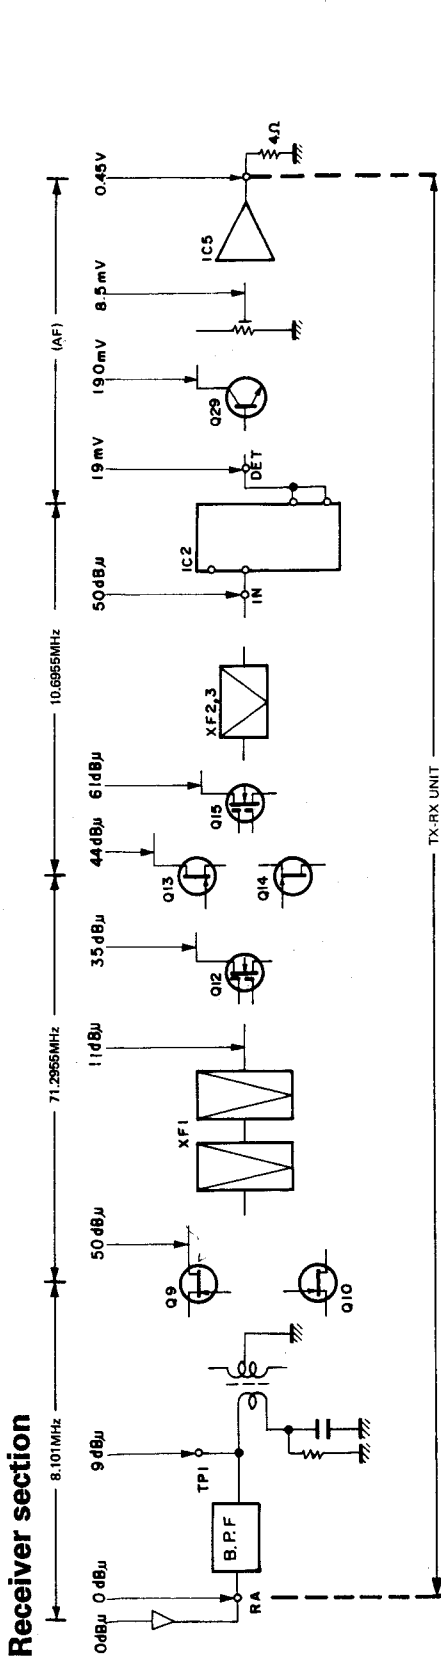 Receiver section
8.101MHz
71.2955MHz
10.6955MHz
(AF)
0dBμ
0dBμ
9dBμ
50dBμ
11dBμ
35dBμ
44dBμ
61dBμ
50dBμ
19mV
190mV
8.5mV
0.45V
RA
B.P.F
TP1
Q9
Q10
XF1
Q12
Q13
Q14
Q15
XF2,3
IN
IC2
DET
Q29
IC5
4Ω
TX-RX UNIT